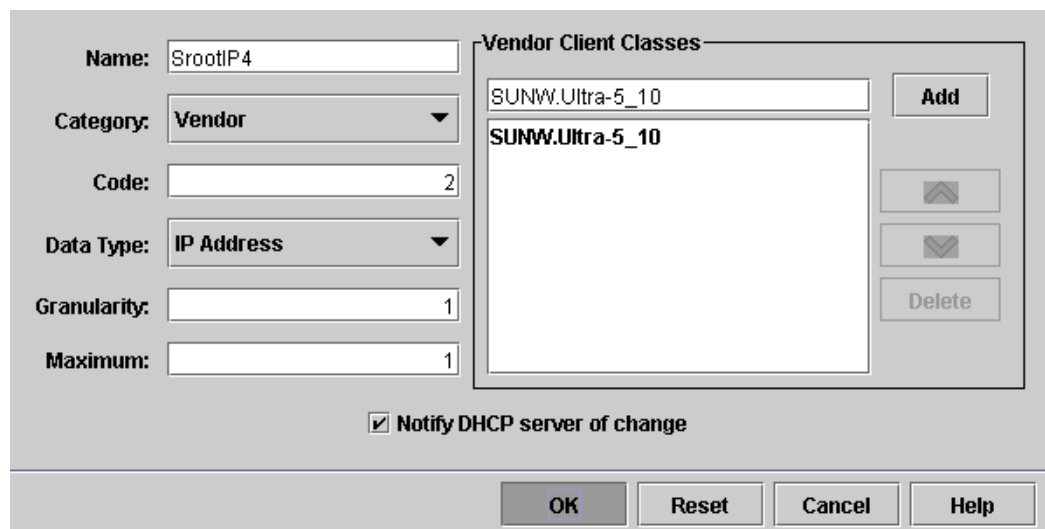 Name: SrootIP4
Category: Vendor
Code: 2
Data Type: IP Address
Granularity: 1
Maximum: 1
Vendor Client Classes
SUNW.Ultra-5_10
Add
SUNW.Ultra-5_10
Delete
Notify DHCP server of change
OK Reset Cancel Help